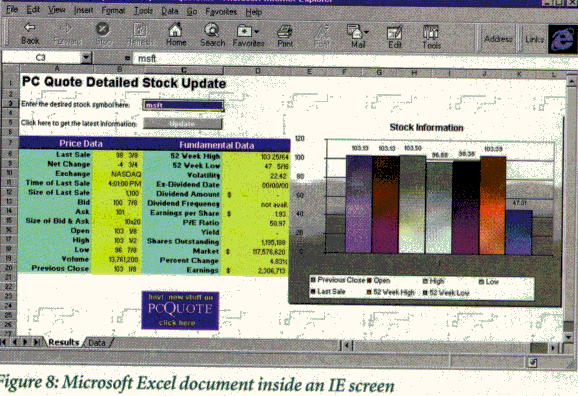 Microsoft Internet Explorer
File Edit View Insert Format Tools Data Go Favorites Help
Back Forward Stop Refresh Home Search Favorites Print Font Mail Edit Tools Address Links
C3 = msft
A B C D E F G H I J K L
PC Quote Detailed Stock Update
Enter the desired stock symbol here: msft
Click here to get the latest information: Update
Price Data Fundamental Data
Last Sale 98 3/8 52 Week High 103 25/64
Net Change -4 3/4 52 Week Low 47 5/16
Exchange NASDAQ Volatility 22.42
Time of Last Sale 4:01:00 PM Ex-Dividend Date 00/00/00
Size of Last Sale 1,100 Dividend Amount $
Bid 100 7/8 Dividend Frequency not avail.
Ask 101 Earnings per Share $ 1.93
Size of Bid & Ask 10x20 P/E Ratio 50.97
Open 103 1/8 Yield
High 103 1/2 Shares Outstanding 1,195,188
Low 96 7/8 Market $ 117,576,620
Volume 13,761,200 Percent Change 4.83%
Previous Close 103 1/8 Earnings $ 2,306,713
hey! new stuff on
PCQUOTE
click here
Stock Information
120
100
80
60
40
20
0
103.13 103.13 103.50 96.88 98.38 103.39 47.31
Previous Close Open High Low
Last Sale 52 Week High 52 Week Low
Results Data
Figure 8: Microsoft Excel document inside an IE screen